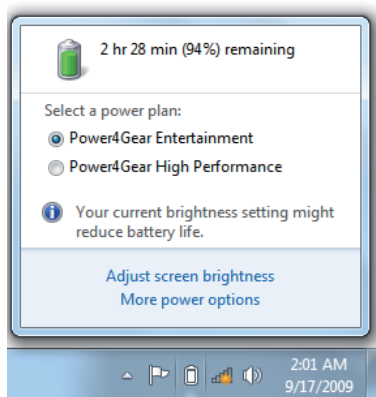 2 hr 28 min (94%) remaining
Select a power plan:
Power4Gear Entertainment
Power4Gear High Performance
Your current brightness setting might
reduce battery life.
Adjust screen brightness
More power options
2:01 AM
9/17/2009